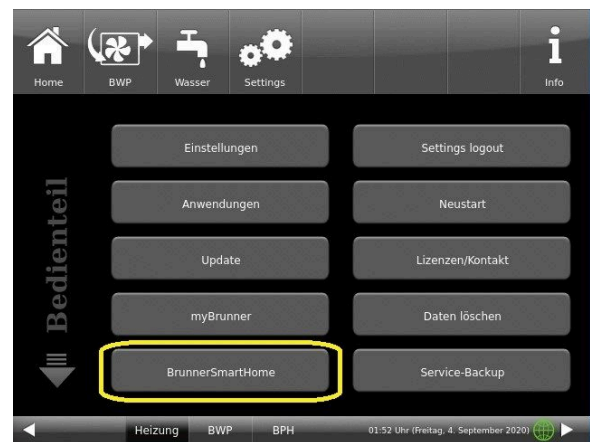 Home BWP Wasser Settings Info
Bedienteil
Einstellungen Settings logout
Anwendungen Neustart
Update Lizenzen/Kontakt
myBrunner Daten löschen
BrunnerSmartHome Service-Backup
Heizung BWP BPH 01:52 Uhr (Freitag, 4. September 2020)